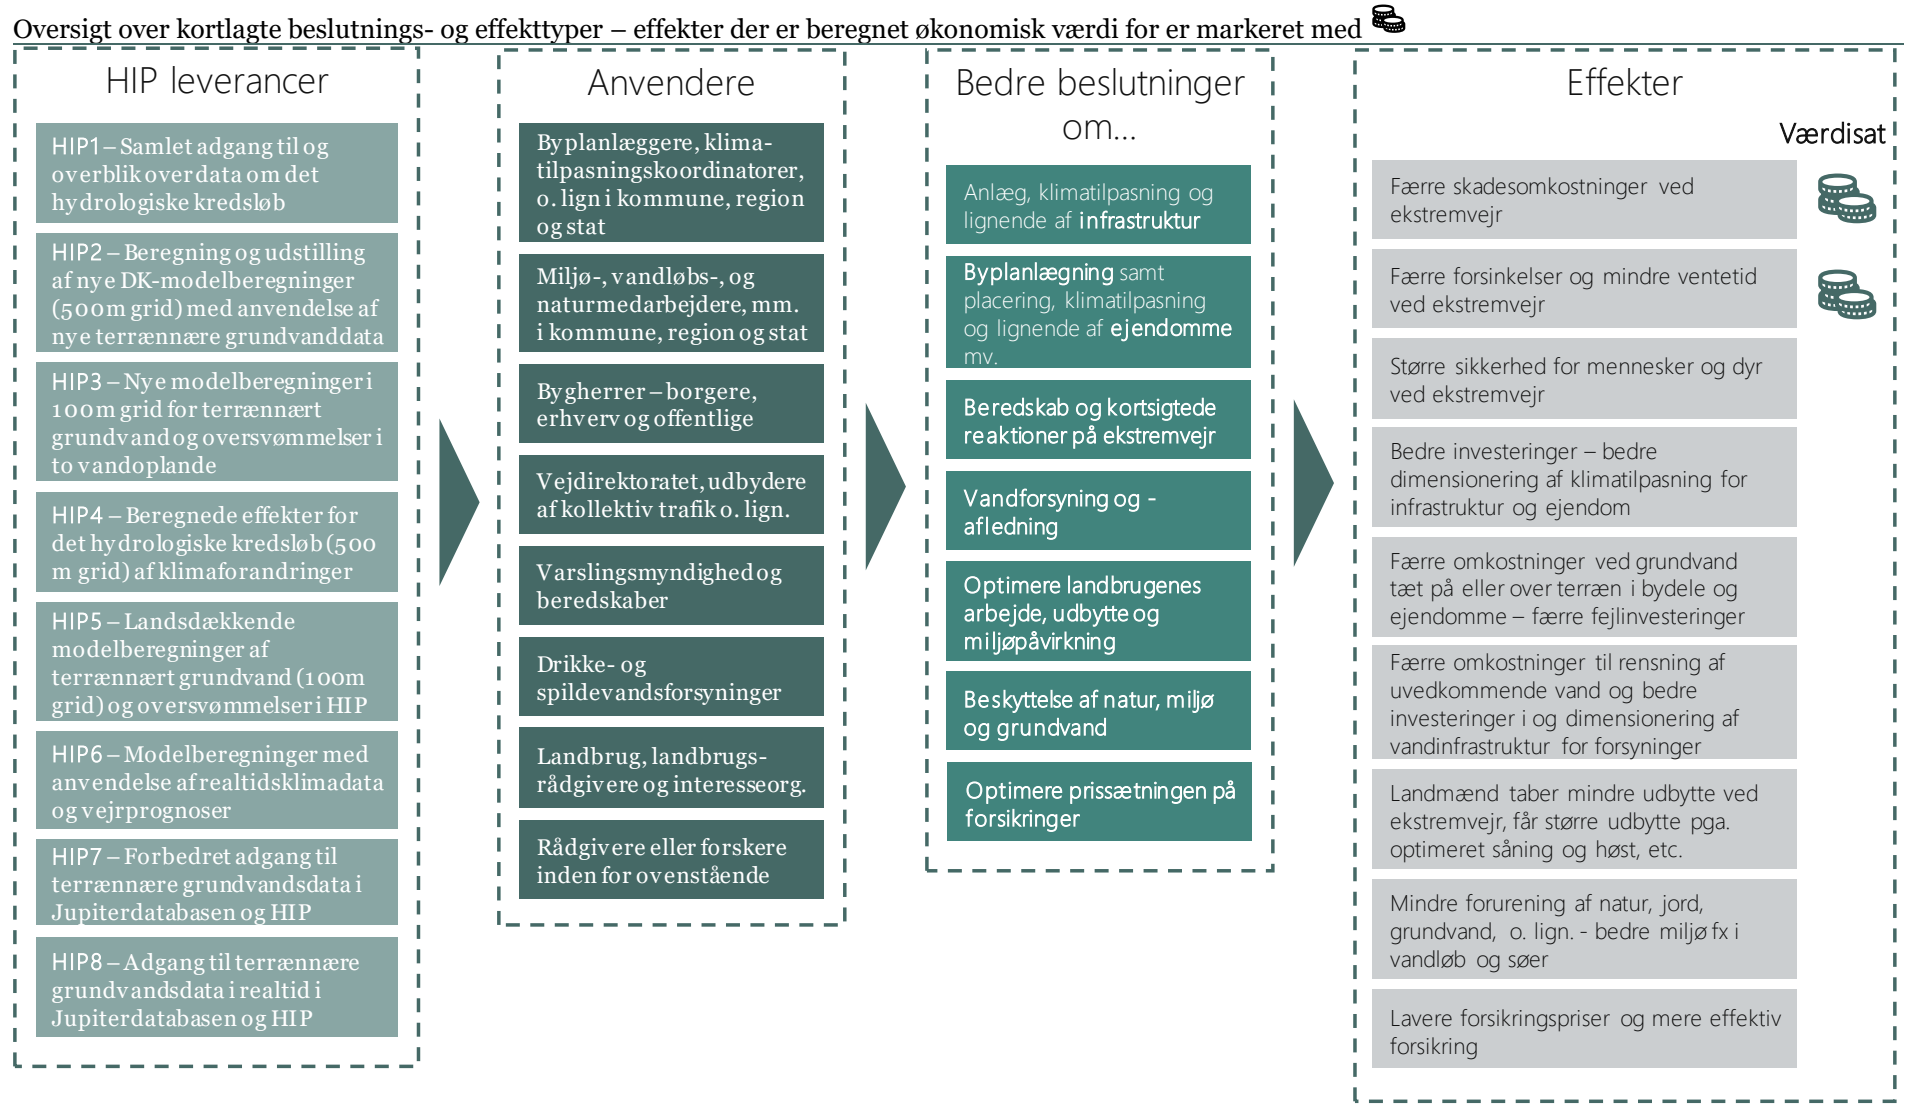 Oversigt over kortlagte beslutnings- og effekttyper – effekter der er beregnet økonomisk værdi for er markeret med
HIP leverancer
HIP1 – Samlet adgang til og
overblik over data om det
hydrologiske kredsløb
HIP2 – Beregning og udstilling
af nye DK-modelberegninger
(500m grid) med anvendelse af
nye terrænnære grundvanddata
HIP3 – Nye modelberegninger i
100m grid for terrænnært
grundvand og oversvømmelser i
to vandoplande
HIP4 – Beregnede effekter for
det hydrologiske kredsløb (500
m grid) af klimaforandringer
HIP5 – Landsdækkende
modelberegninger af
terrænnært grundvand (100m
grid) og oversvømmelser i HIP
HIP6 – Modelberegninger med
anvendelse af realtidsklimadata
og vejrprognoser
HIP7 – Forbedret adgang til
terrænnære grundvandsdata i
Jupiterdatabasen og HIP
HIP8 – Adgang til terrænnære
grundvandsdata i realtid i
Jupiterdatabasen og HIP
Anvendere
Byplanlæggere, klima-
tilpasningskoordinatorer,
o. lign i kommune, region
og stat
Miljø-, vandløbs-, og
naturmedarbejdere, mm.
i kommune, region og stat
Bygherrer – borgere,
erhverv og offentlige
Vejdirektoratet, udbydere
af kollektiv trafik o. lign.
Varslingsmyndighed og
beredskaber
Drikke- og
spildevandsforsyninger
Landbrug, landbrugs-
rådgivere og interesseorg.
Rådgivere eller forskere
inden for ovenstående
Bedre beslutninger
om...
Anlæg, klimatilpasning og
lignende af infrastruktur
Byplanlægning samt
placering, klimatilpasning
og lignende af ejendomme
mv.
Beredskab og kortsigtede
reaktioner på ekstremvejr
Vandforsyning og -
afledning
Optimere landbrugenes
arbejde, udbytte og
miljøpåvirkning
Beskyttelse af natur, miljø
og grundvand
Optimere prissætningen på
forsikringer
Effekter
Værdisat
Færre skadesomkostninger ved
ekstremvejr
Færre forsinkelser og mindre ventetid
ved ekstremvejr
Større sikkerhed for mennesker og dyr
ved ekstremvejr
Bedre investeringer – bedre
dimensionering af klimatilpasning for
infrastruktur og ejendom
Færre omkostninger ved grundvand
tæt på eller over terræn i bydele og
ejendomme – færre fejlinvesteringer
Færre omkostninger til rensning af
uvedkommende vand og bedre
investeringer i og dimensionering af
vandinfrastruktur for forsyninger
Landmænd taber mindre udbytte ved
ekstremvejr, får større udbytte pga.
optimeret såning og høst, etc.
Mindre forurening af natur, jord,
grundvand, o. lign. - bedre miljø fx i
vandløb og søer
Lavere forsikringspriser og mere effektiv
forsikring